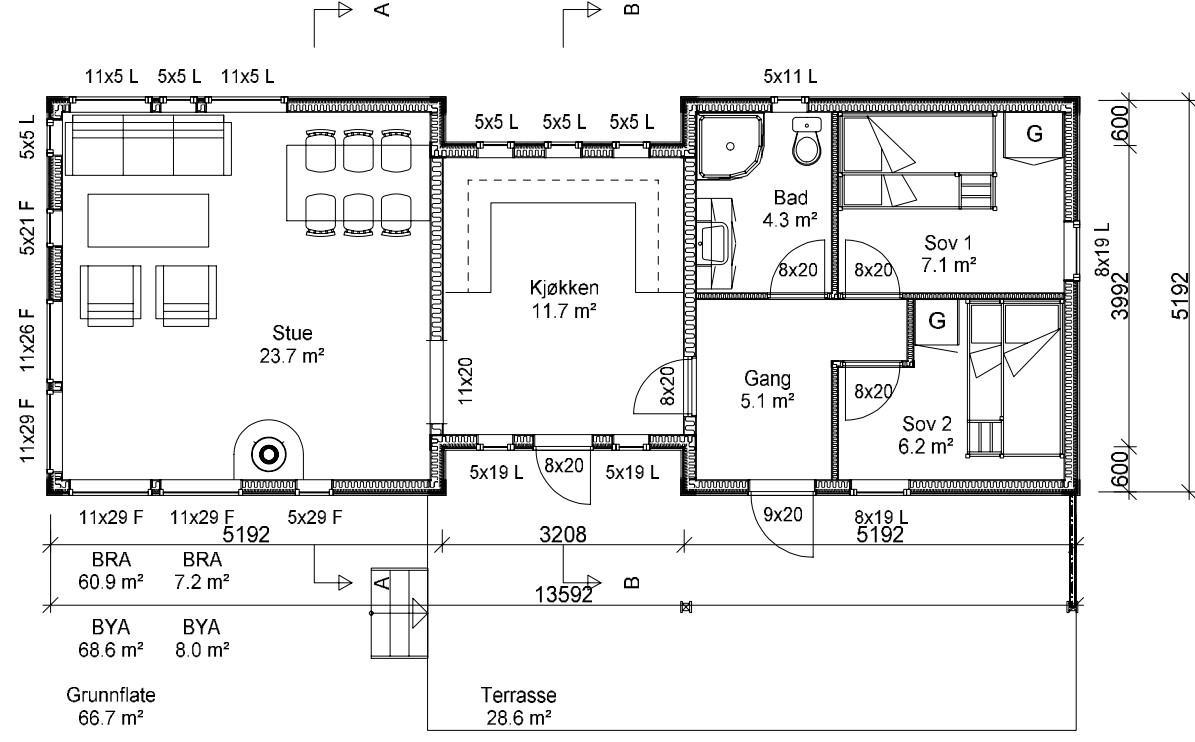 A
B
11x5 L 5x5 L 11x5 L
5x11 L
5x5 L 5x5 L 5x5 L
5x5 L
5x21 F
11x26 F
11x29 F
G
Bad
4.3 m²
Sov 1
7.1 m²
8x20
8x20
8x19 L
600
3992
5192
600
Kjøkken
11.7 m²
Stue
23.7 m²
11x20
8x20
Gang
5.1 m²
G
8x20
Sov 2
6.2 m²
5x19 L 8x20 5x19 L
11x29 F 11x29 F 5x29 F
9x20
8x19 L
5192 3208 5192
BRA BRA
60.9 m² 7.2 m²
A
B
13592
BYA BYA
68.6 m² 8.0 m²
Grunnflate
66.7 m²
Terrasse
28.6 m²